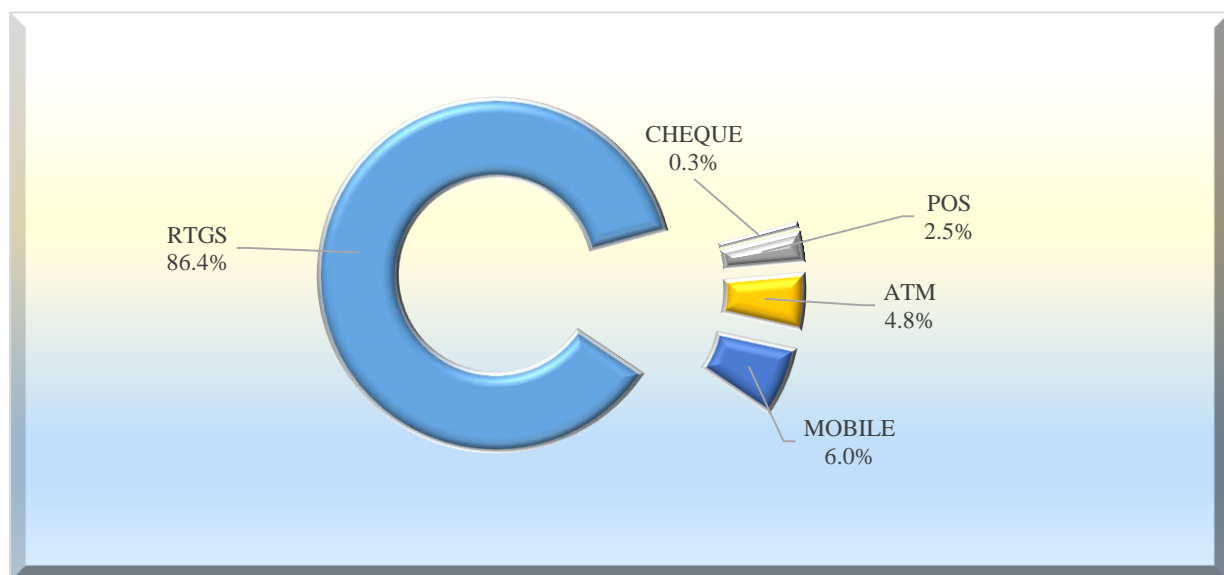 CHEQUE
0.3%
POS
2.5%
RTGS
86.4%
ATM
4.8%
MOBILE
6.0%